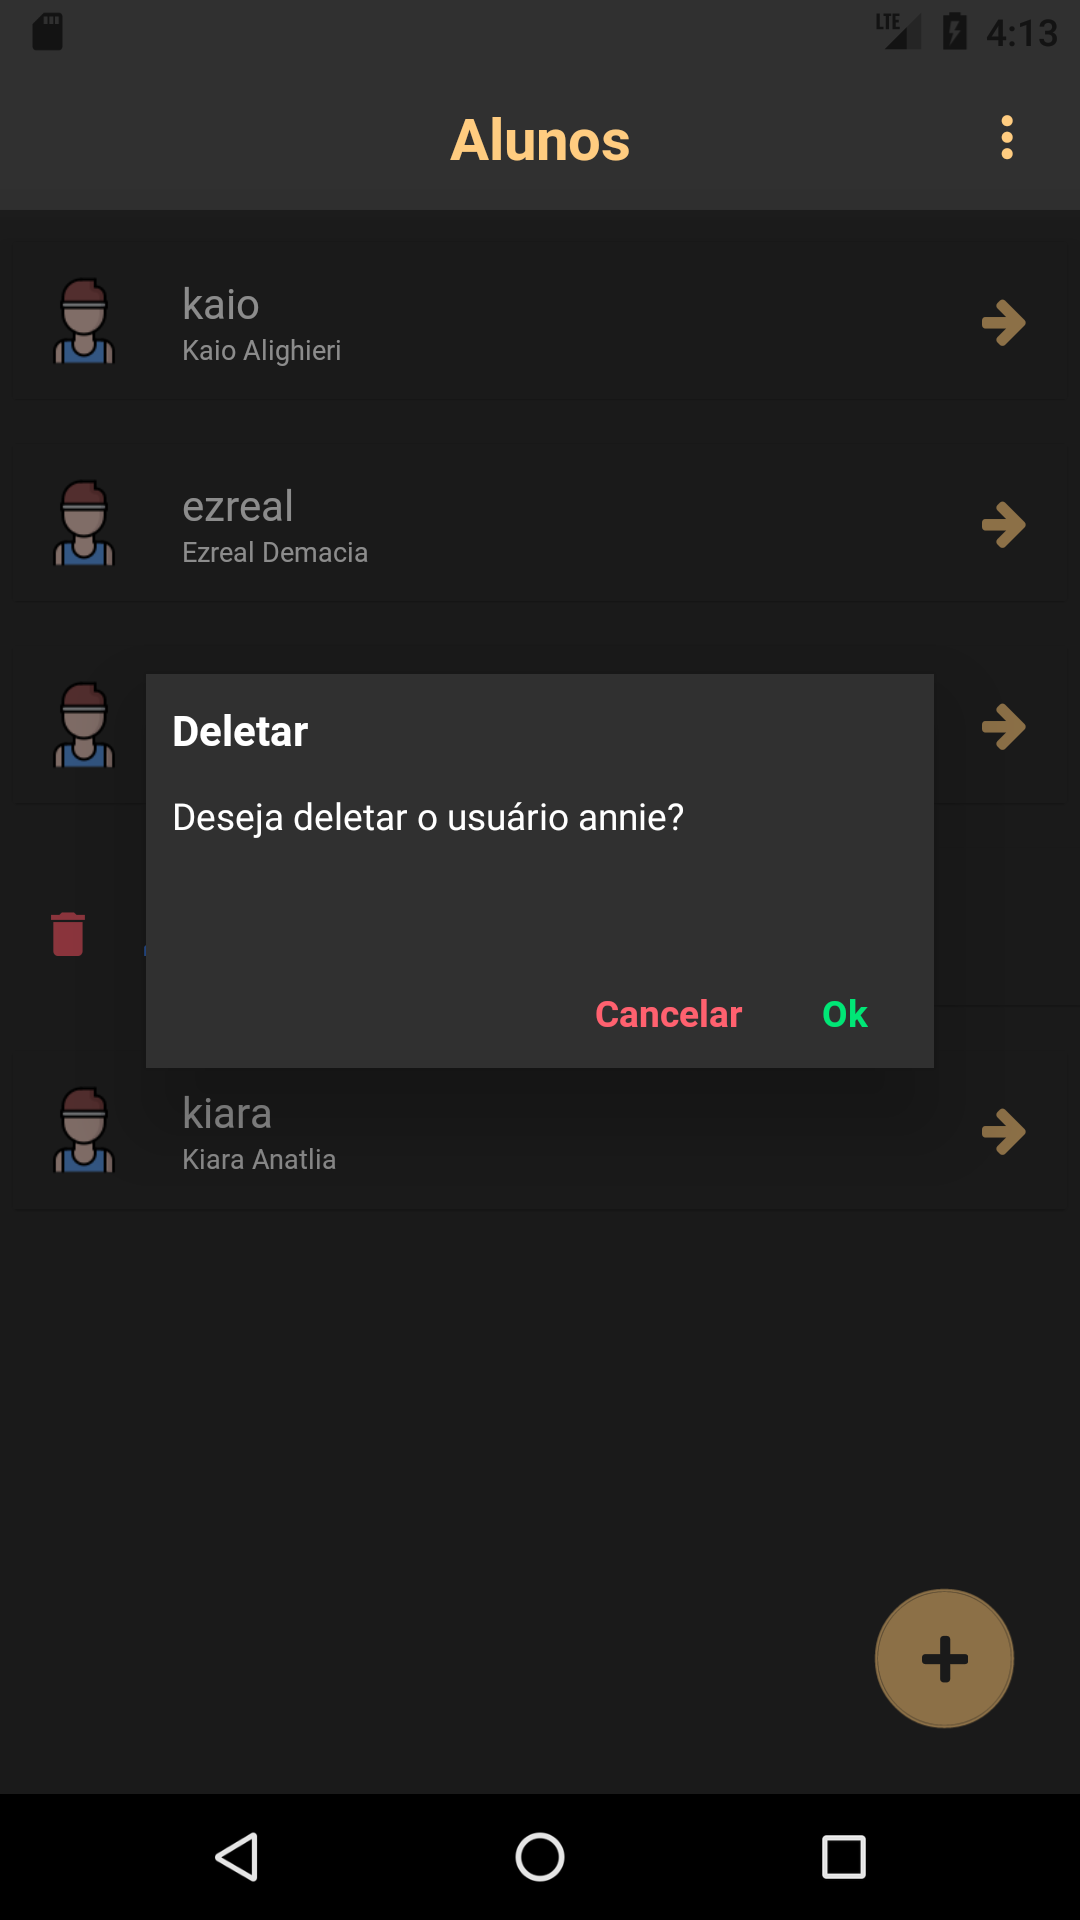 LTE 4:13
Alunos
kaio
Kaio Alighieri
ezreal
Ezreal Demacia
Deletar
Deseja deletar o usuário annie?
Cancelar Ok
kiara
Kiara Anatlia